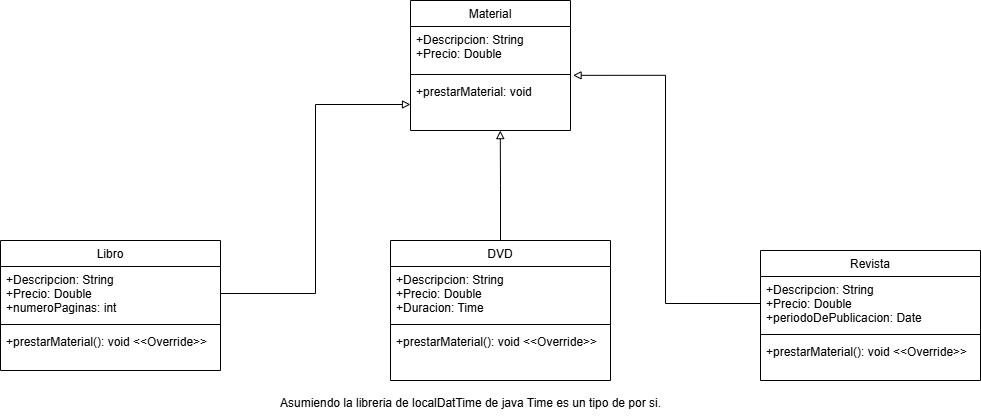 Material
+Descripcion: String
+Precio: Double
+prestarMaterial: void
Libro
+Descripcion: String
+Precio: Double
+numeroPaginas: int
+prestarMaterial(): void <<Override>>
DVD
+Descripcion: String
+Precio: Double
+Duracion: Time
+prestarMaterial(): void <<Override>>
Revista
+Descripcion: String
+Precio: Double
+periodoDePublicacion: Date
+prestarMaterial(): void <<Override>>
Asumiendo la libreria de localDatTime de java Time es un tipo de por si.